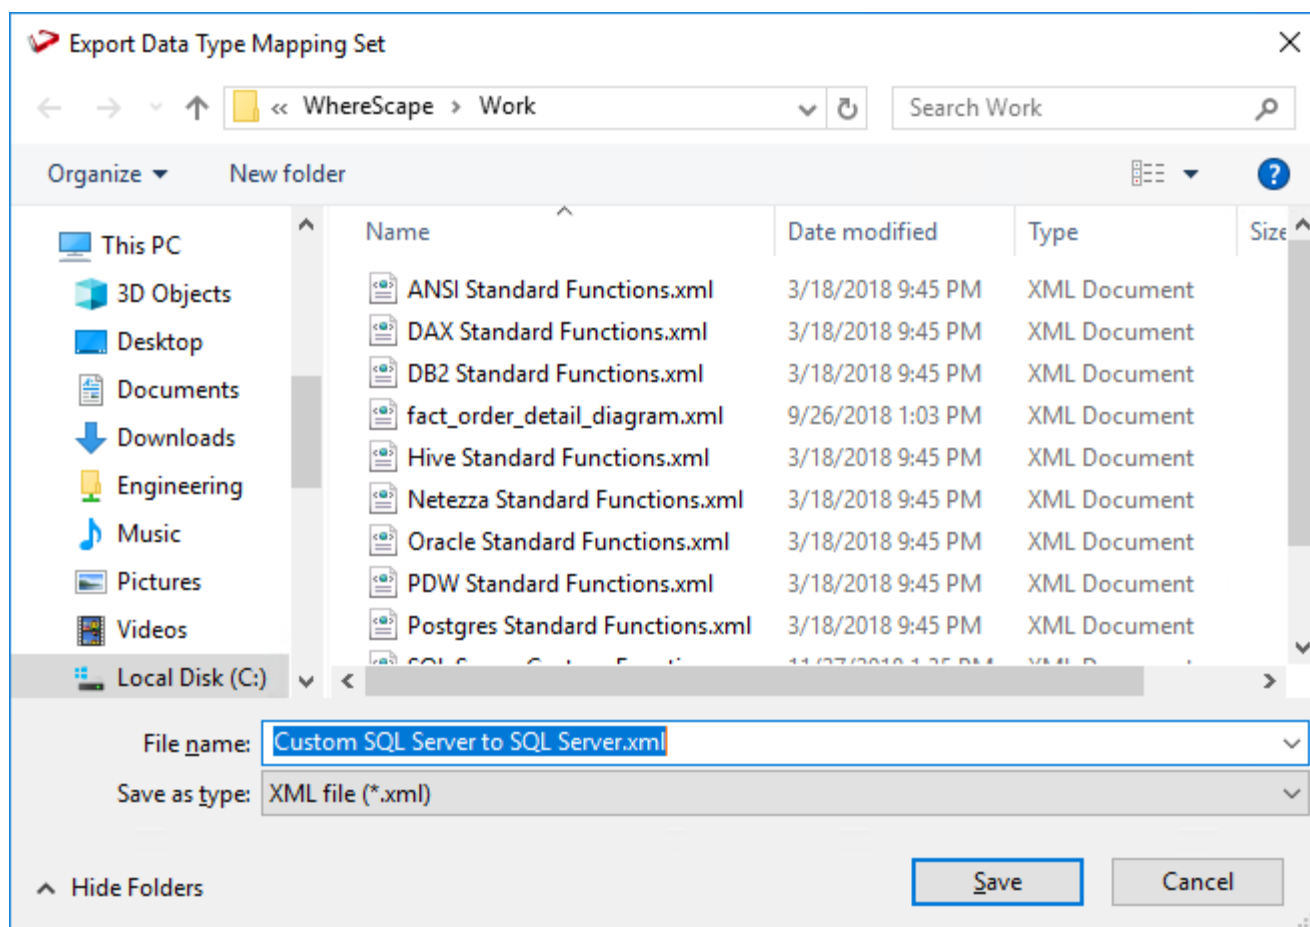 Export Data Type Mapping Set
« WhereScape > Work
Search Work
Organize
New folder
?
This PC
3D Objects
Desktop
Documents
Downloads
Engineering
Music
Pictures
Videos
Local Disk (C:)
Name Date modified Type Size
ANSI Standard Functions.xml 3/18/2018 9:45 PM XML Document
DAX Standard Functions.xml 3/18/2018 9:45 PM XML Document
DB2 Standard Functions.xml 3/18/2018 9:45 PM XML Document
fact_order_detail_diagram.xml 9/26/2018 1:03 PM XML Document
Hive Standard Functions.xml 3/18/2018 9:45 PM XML Document
Netezza Standard Functions.xml 3/18/2018 9:45 PM XML Document
Oracle Standard Functions.xml 3/18/2018 9:45 PM XML Document
PDW Standard Functions.xml 3/18/2018 9:45 PM XML Document
Postgres Standard Functions.xml 3/18/2018 9:45 PM XML Document
File name: Custom SQL Server to SQL Server.xml
Save as type: XML file (*.xml)
Hide Folders
Save
Cancel